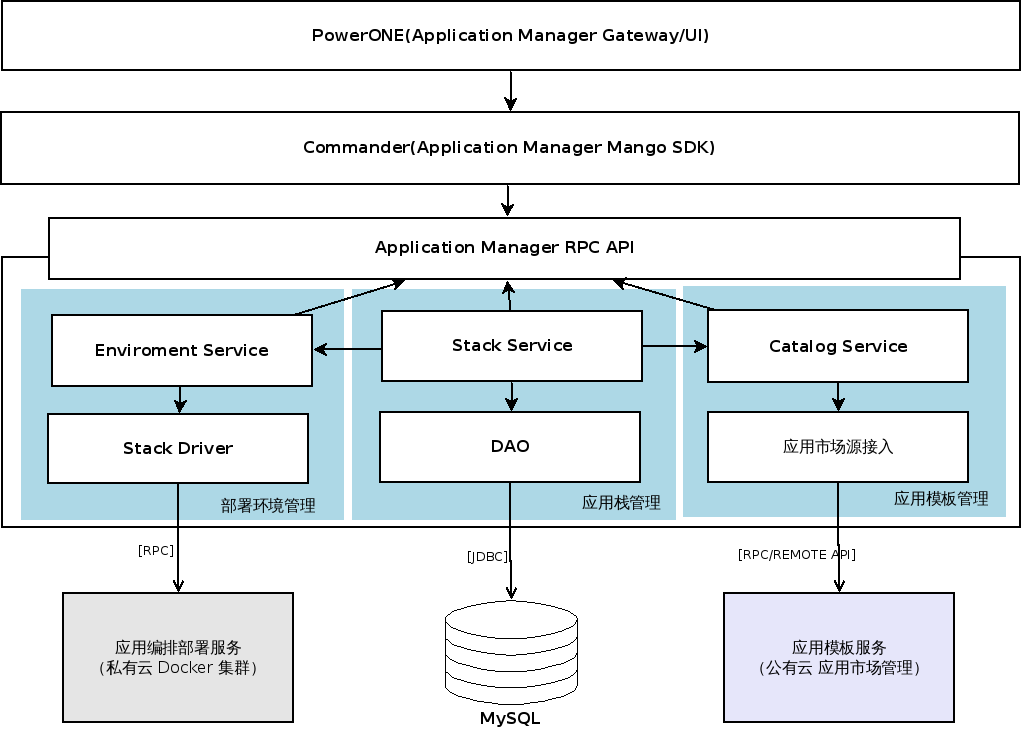 PowerONE(Application Manager Gateway/UI)
Commander(Application Manager Mango SDK)
Application Manager RPC API
Enviroment Service
Stack Service
Catalog Service
Stack Driver
DAO
应用市场源接入
部署环境管理
应用栈管理
应用模板管理
[RPC]
[JDBC]
[RPC/REMOTE API]
应用编排部署服务
（私有云 Docker 集群）
应用模板服务
（公有云 应用市场管理）
MySQL